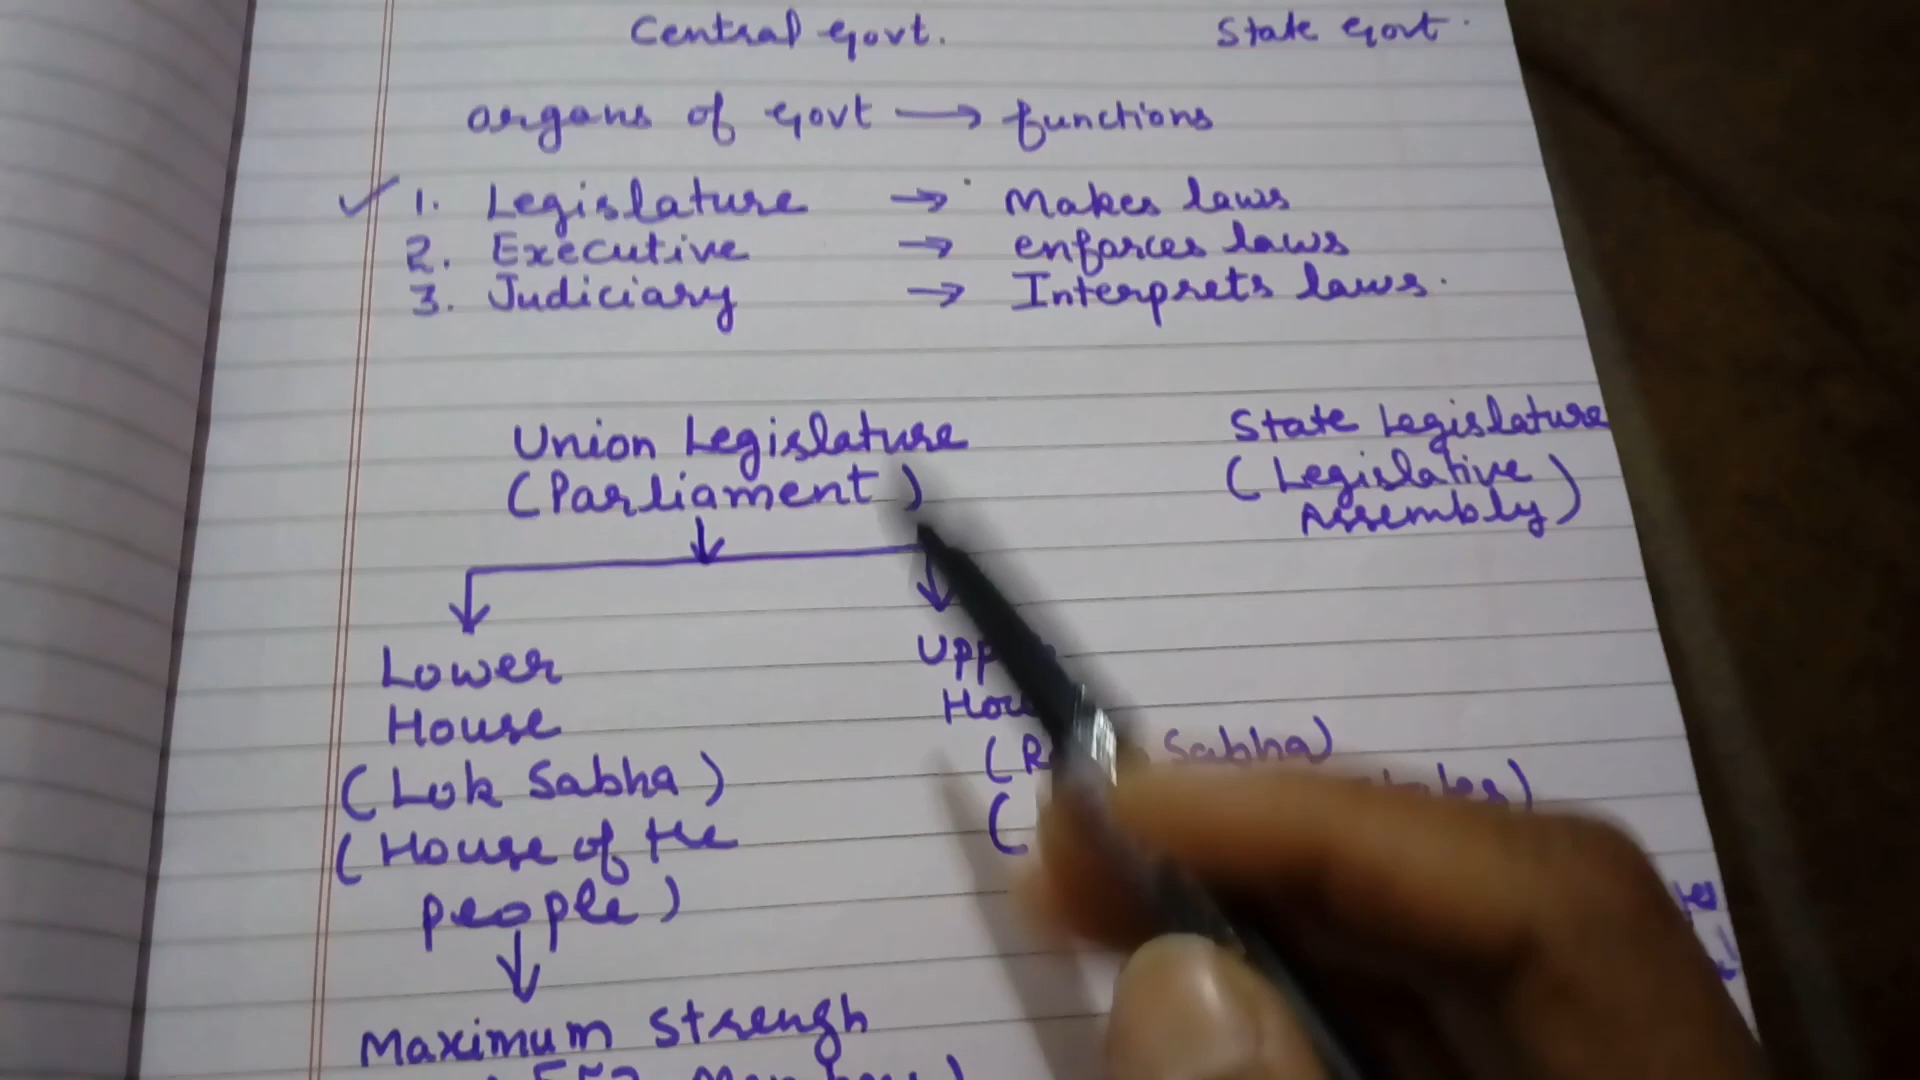 Central Govt. State Govt.
organs of Govt → functions
✓ 1. Legislature → Makes laws
2. Executive → enforces laws
3. Judiciary → Interprets laws.
Union Legislature
(Parliament)
State Legislature
(Legislative
Assembly)
Lower
House
(Lok Sabha)
(House of the
people)
Maximum Strengh
Sabha)